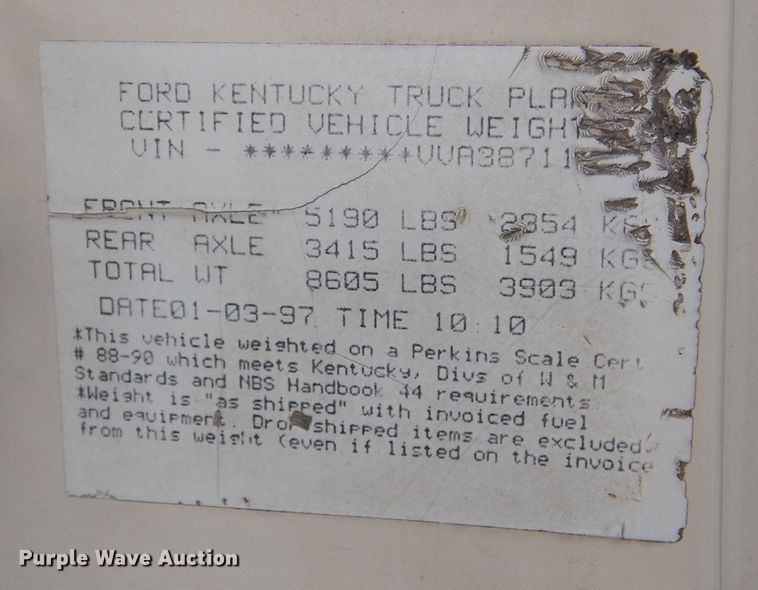 FORD KENTUCKY TRUCK PLA
CERTIFIED VEHICLE WEIGHT
VIN - *********VVA38711
FRONT AXLE 5190 LBS 2354 KGS
REAR AXLE 3415 LBS 1549 KGS
TOTAL WT 8605 LBS 3903 KGS
DATE01-03-97 TIME 10:10
*This vehicle weighted on a Perkins Scale Cert
# 88-90 which meets Kentucky, Divs of W & M
Standards and NBS Handbook 44 requirements
*Weight is "as shipped" with invoiced fuel
and equipment. Drop shipped items are excluded
from this weight (even if listed on the invoice
Purple Wave Auction